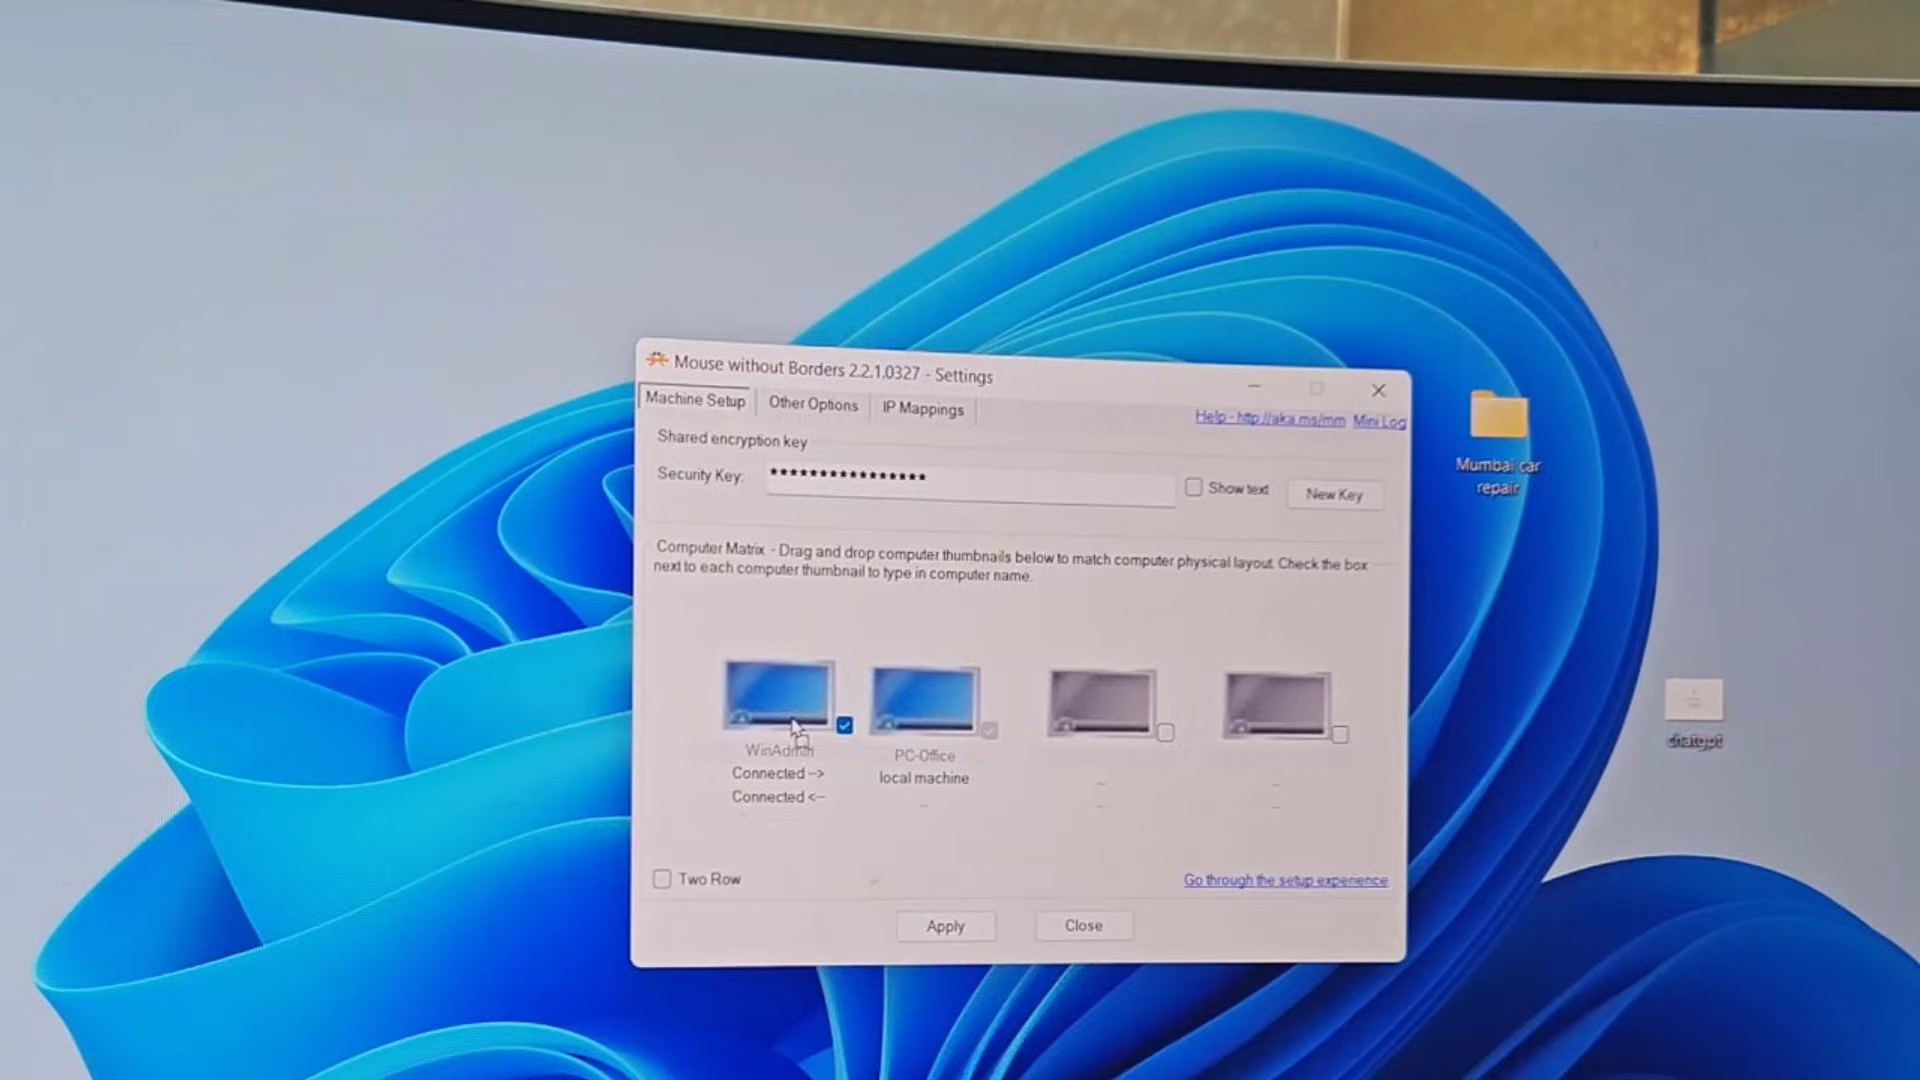 Mouse without Borders 2.2.1.0327 - Settings
Machine Setup
Other Options
IP Mappings
Help - http://aka.ms/mm
Mini Log
Shared encryption key
Security Key:
****************
Show text
New Key
Computer Matrix - Drag and drop computer thumbnails below to match computer physical layout. Check the box
next to each computer thumbnail to type in computer name.
WinAdmin
Connected -->
Connected <--
PC-Office
local machine
Two Row
Go through the setup experience
Apply
Close
Mumbai car
repair
chatgpt